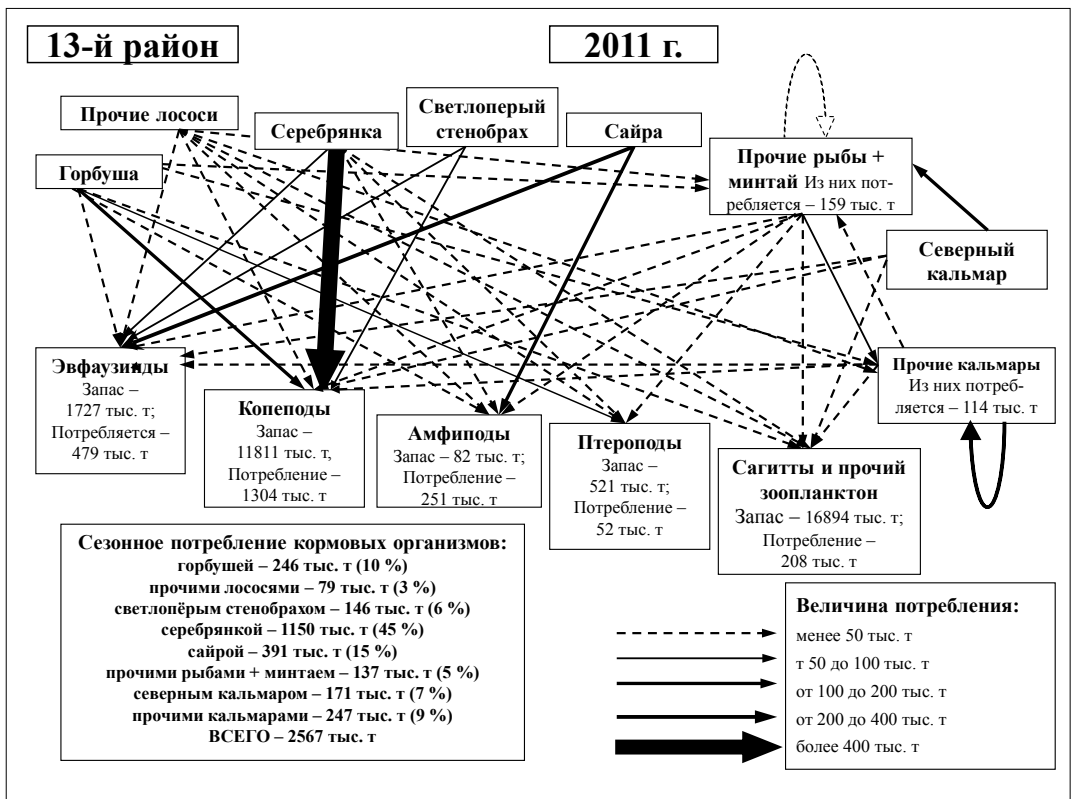 13-й район
2011 г.
Прочие лососи
Серебрянка
Светлоперый
стенобрах
Сайра
Горбуша
Прочие рыбы +
минтай Из них пот-
ребляется – 159 тыс. т
Северный
кальмар
Эвфаузииды
Запас –
1727 тыс. т;
Потребляется –
479 тыс. т
Копеподы
Запас –
11811 тыс. т,
Потребление –
1304 тыс. т
Амфиподы
Запас – 82 тыс. т;
Потребление –
251 тыс. т
Птероподы
Запас –
521 тыс. т;
Потребление –
52 тыс. т
Сагитты и прочий
зоопланктон
Запас – 16894 тыс. т;
Потребление –
208 тыс. т
Прочие кальмары
Из них потреб-
ляется – 114 тыс. т
Сезонное потребление кормовых организмов:
горбушей – 246 тыс. т (10 %)
прочими лососями – 79 тыс. т (3 %)
светлопёрым стенобрахом – 146 тыс. т (6 %)
серебрянкой – 1150 тыс. т (45 %)
сайрой – 391 тыс. т (15 %)
прочими рыбами + минтаем – 137 тыс. т (5 %)
северным кальмаром – 171 тыс. т (7 %)
прочими кальмарами – 247 тыс. т (9 %)
ВСЕГО – 2567 тыс. т
Величина потребления:
менее 50 тыс. т
т 50 до 100 тыс. т
от 100 до 200 тыс. т
от 200 до 400 тыс. т
более 400 тыс. т